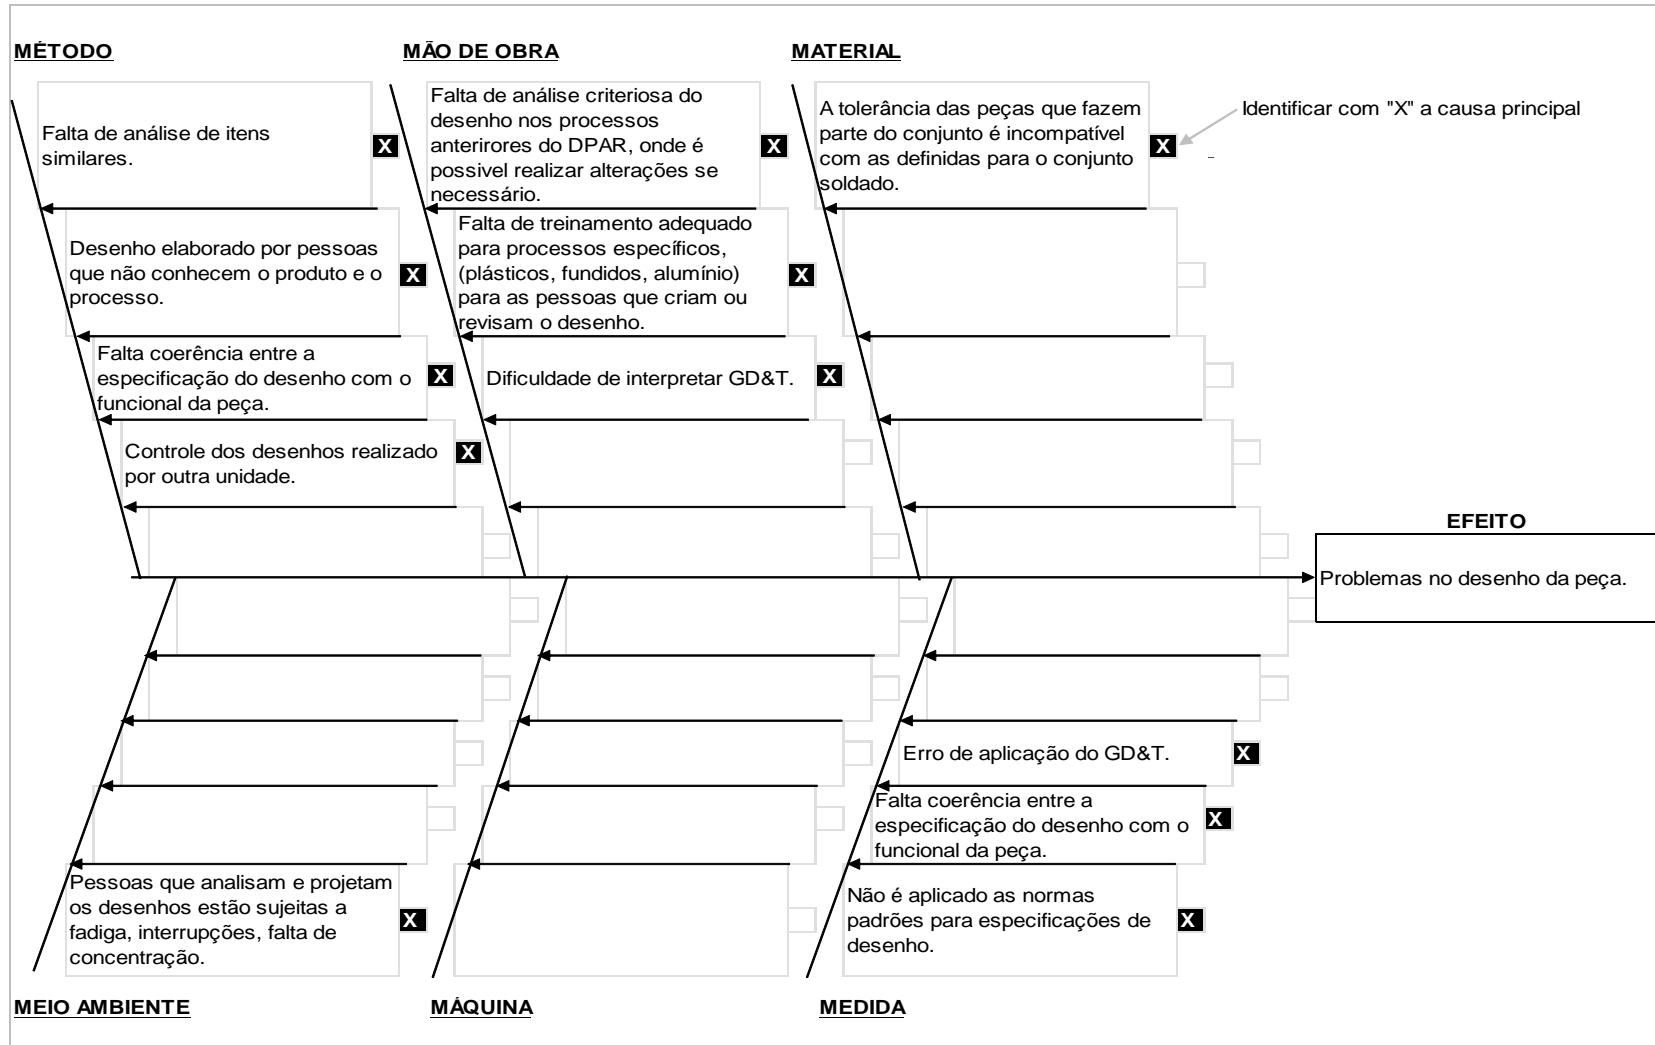 MÉTODO
MÃO DE OBRA
MATERIAL
Falta de análise de itens
similares.
X
Falta de análise criteriosa do
desenho nos processos
anterirores do DPAR, onde é
possivel realizar alterações se
necessário.
X
A tolerância das peças que fazem
parte do conjunto é incompatível
com as definidas para o conjunto
soldado.
X
Identificar com "X" a causa principal
Desenho elaborado por pessoas
que não conhecem o produto e o
processo.
X
Falta de treinamento adequado
para processos específicos,
(plásticos, fundidos, alumínio)
para as pessoas que criam ou
revisam o desenho.
X
Falta coerência entre a
especificação do desenho com o
funcional da peça.
X
Dificuldade de interpretar GD&T.
X
Controle dos desenhos realizado
por outra unidade.
X
EFEITO
Problemas no desenho da peça.
Erro de aplicação do GD&T.
X
Falta coerência entre a
especificação do desenho com o
funcional da peça.
X
Pessoas que analisam e projetam
os desenhos estão sujeitas a
fadiga, interrupções, falta de
concentração.
X
Não é aplicado as normas
padrões para especificações de
desenho.
X
MEIO AMBIENTE
MÁQUINA
MEDIDA